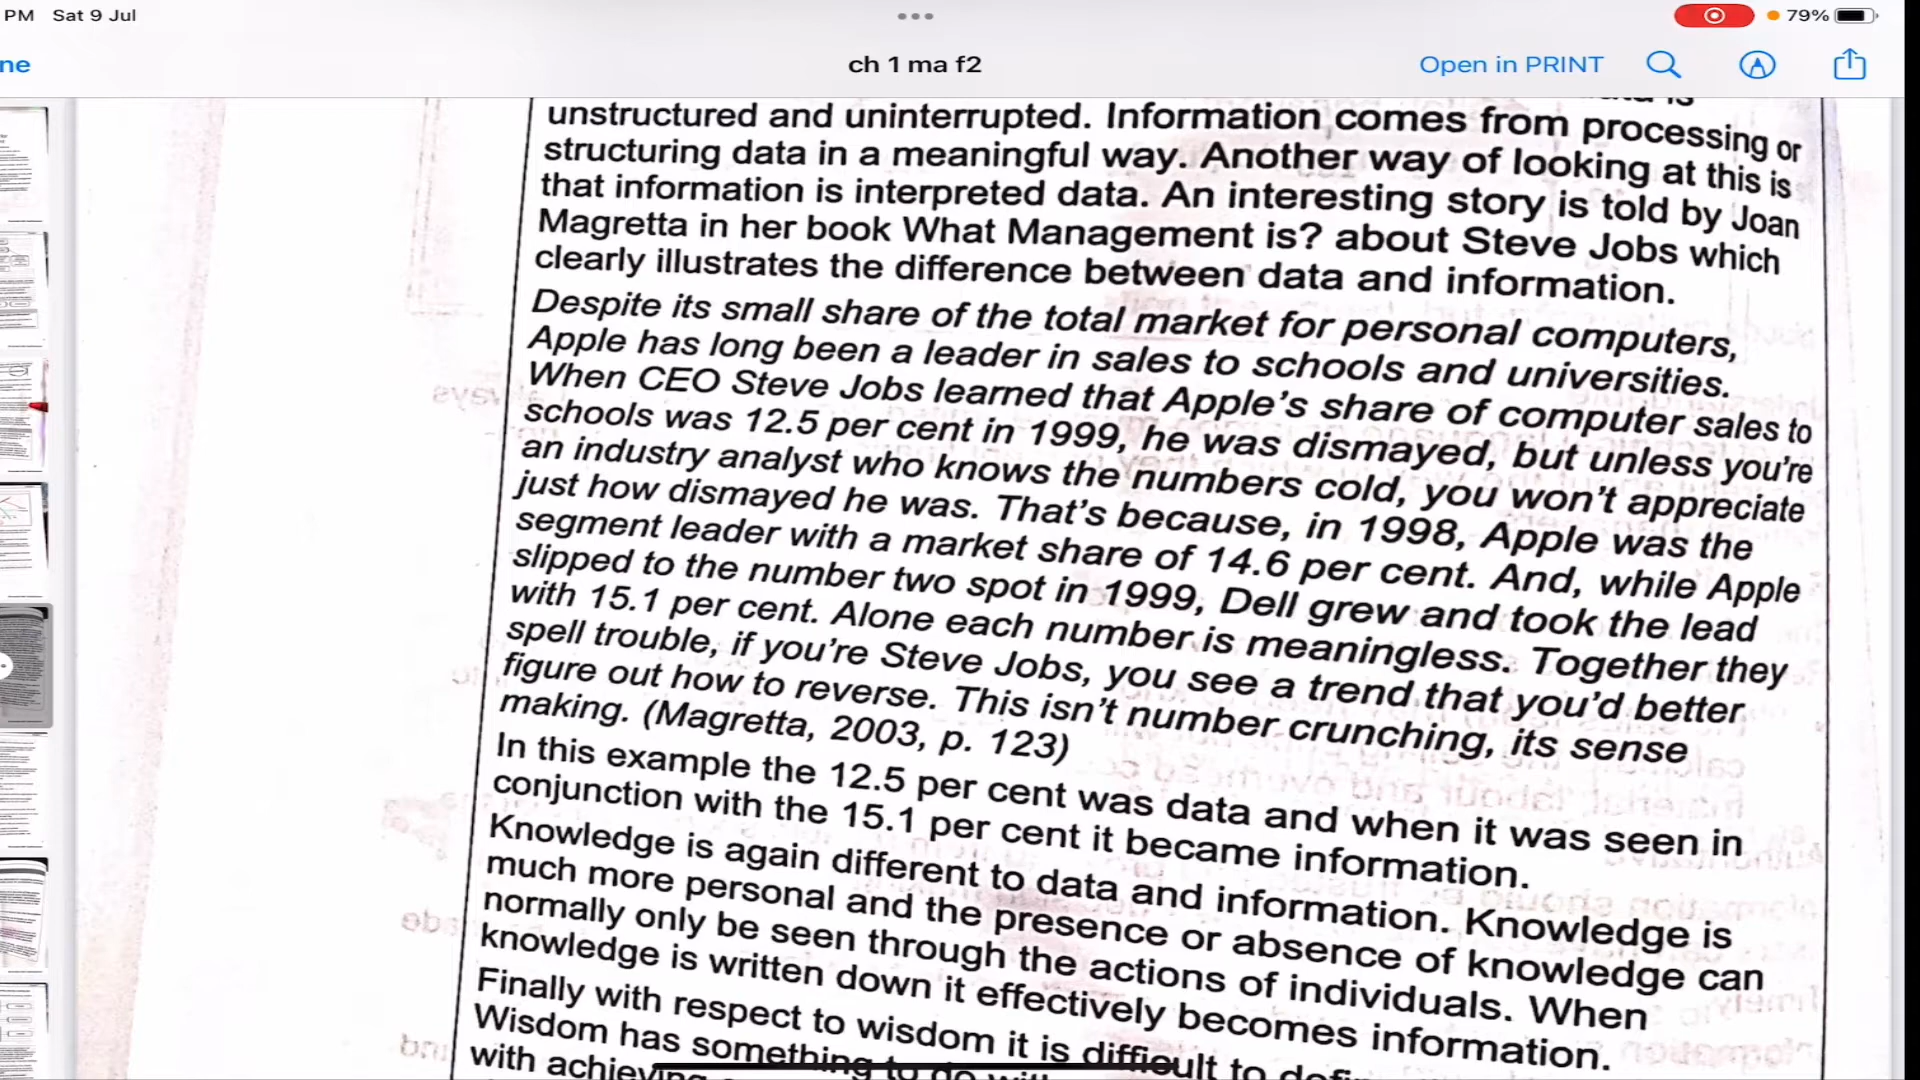 PM Sat 9 Jul
79%
ne
ch 1 ma f2
Open in PRINT
unstructured and uninterrupted. Information comes from processing or
structuring data in a meaningful way. Another way of looking at this is
that information is interpreted data. An interesting story is told by Joan
Magretta in her book What Management is? about Steve Jobs which
clearly illustrates the difference between data and information.
Despite its small share of the total market for personal computers,
Apple has long been a leader in sales to schools and universities.
When CEO Steve Jobs learned that Apple's share of computer sales to
schools was 12.5 per cent in 1999, he was dismayed, but unless you're
an industry analyst who knows the numbers cold, you won't appreciate
just how dismayed he was. That's because, in 1998, Apple was the
segment leader with a market share of 14.6 per cent. And, while Apple
slipped to the number two spot in 1999, Dell grew and took the lead
with 15.1 per cent. Alone each number is meaningless. Together they
spell trouble, if you're Steve Jobs, you see a trend that you'd better
figure out how to reverse. This isn't number crunching, its sense
making. (Magretta, 2003, p. 123)
In this example the 12.5 per cent was data and when it was seen in
conjunction with the 15.1 per cent it became information.
Knowledge is again different to data and information. Knowledge is
much more personal and the presence or absence of knowledge can
normally only be seen through the actions of individuals. When
knowledge is written down it effectively becomes information.
Finally with respect to wisdom it is difficult to
Wisdom has something to do
with achieving